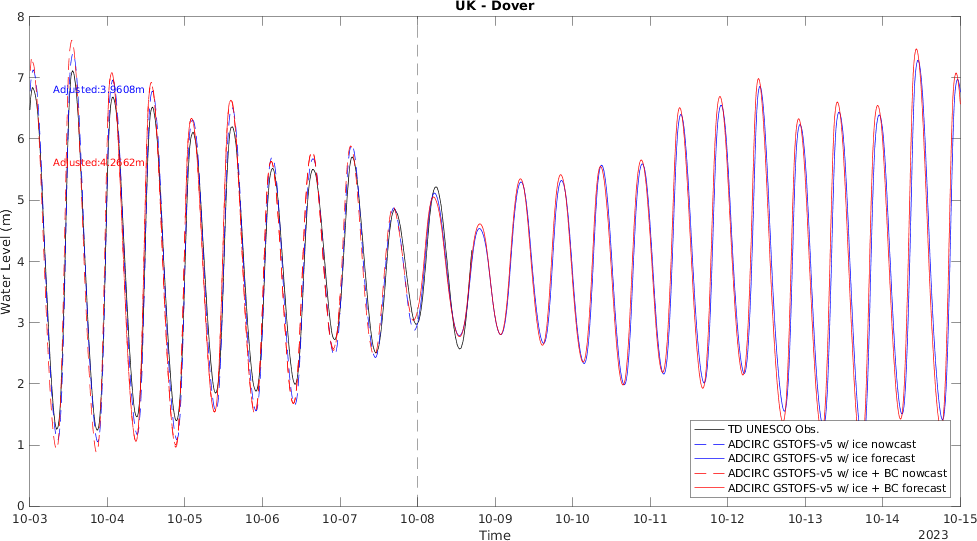 UK - Dover
Water Level (m)
8
7
6
5
4
3
2
1
0
Adjusted:3.9608m
Adjusted:4.2662m
TD UNESCO Obs.
ADCIRC GSTOFS-v5 w/ ice nowcast
ADCIRC GSTOFS-v5 w/ ice forecast
ADCIRC GSTOFS-v5 w/ ice + BC nowcast
ADCIRC GSTOFS-v5 w/ ice + BC forecast
10-03 10-04 10-05 10-06 10-07 10-08 10-09 10-10 10-11 10-12 10-13 10-14 10-15
Time
2023